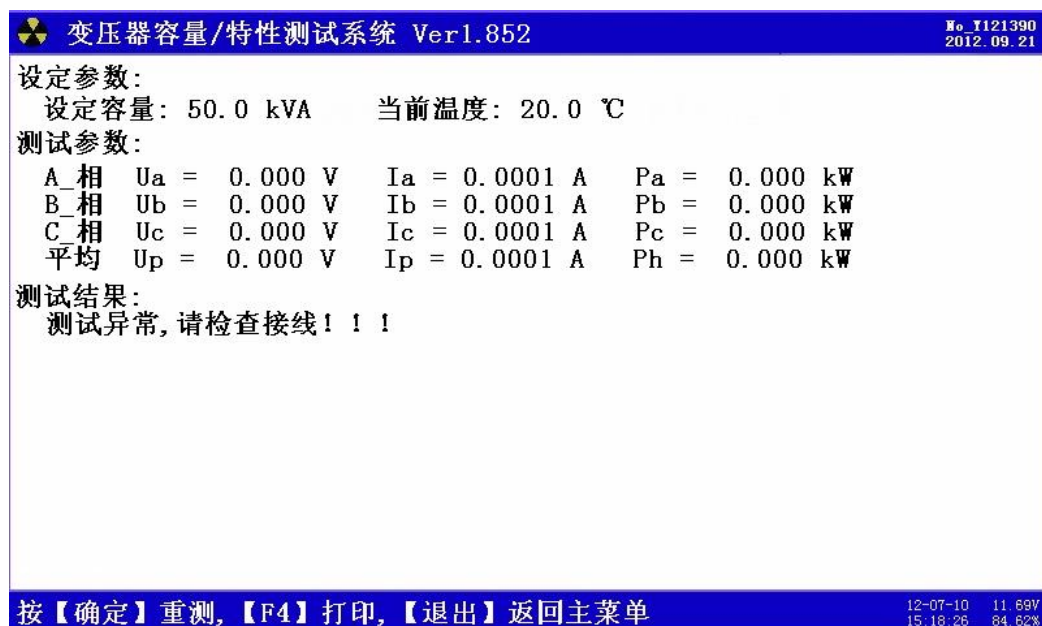 变压器容量/特性测试系统 Ver1.852
No_T121390
2012.09.21
设定参数:
设定容量: 50.0 kVA 当前温度: 20.0 ℃
测试参数:
A_相 Ua = 0.000 V Ia = 0.0001 A Pa = 0.000 kW
B_相 Ub = 0.000 V Ib = 0.0001 A Pb = 0.000 kW
C_相 Uc = 0.000 V Ic = 0.0001 A Pc = 0.000 kW
平均 Up = 0.000 V Ip = 0.0001 A Ph = 0.000 kW
测试结果:
测试异常,请检查接线!!!
按【确定】重测,【F4】打印,【退出】返回主菜单
12-07-10 11.69V
15:18:26 84.62%